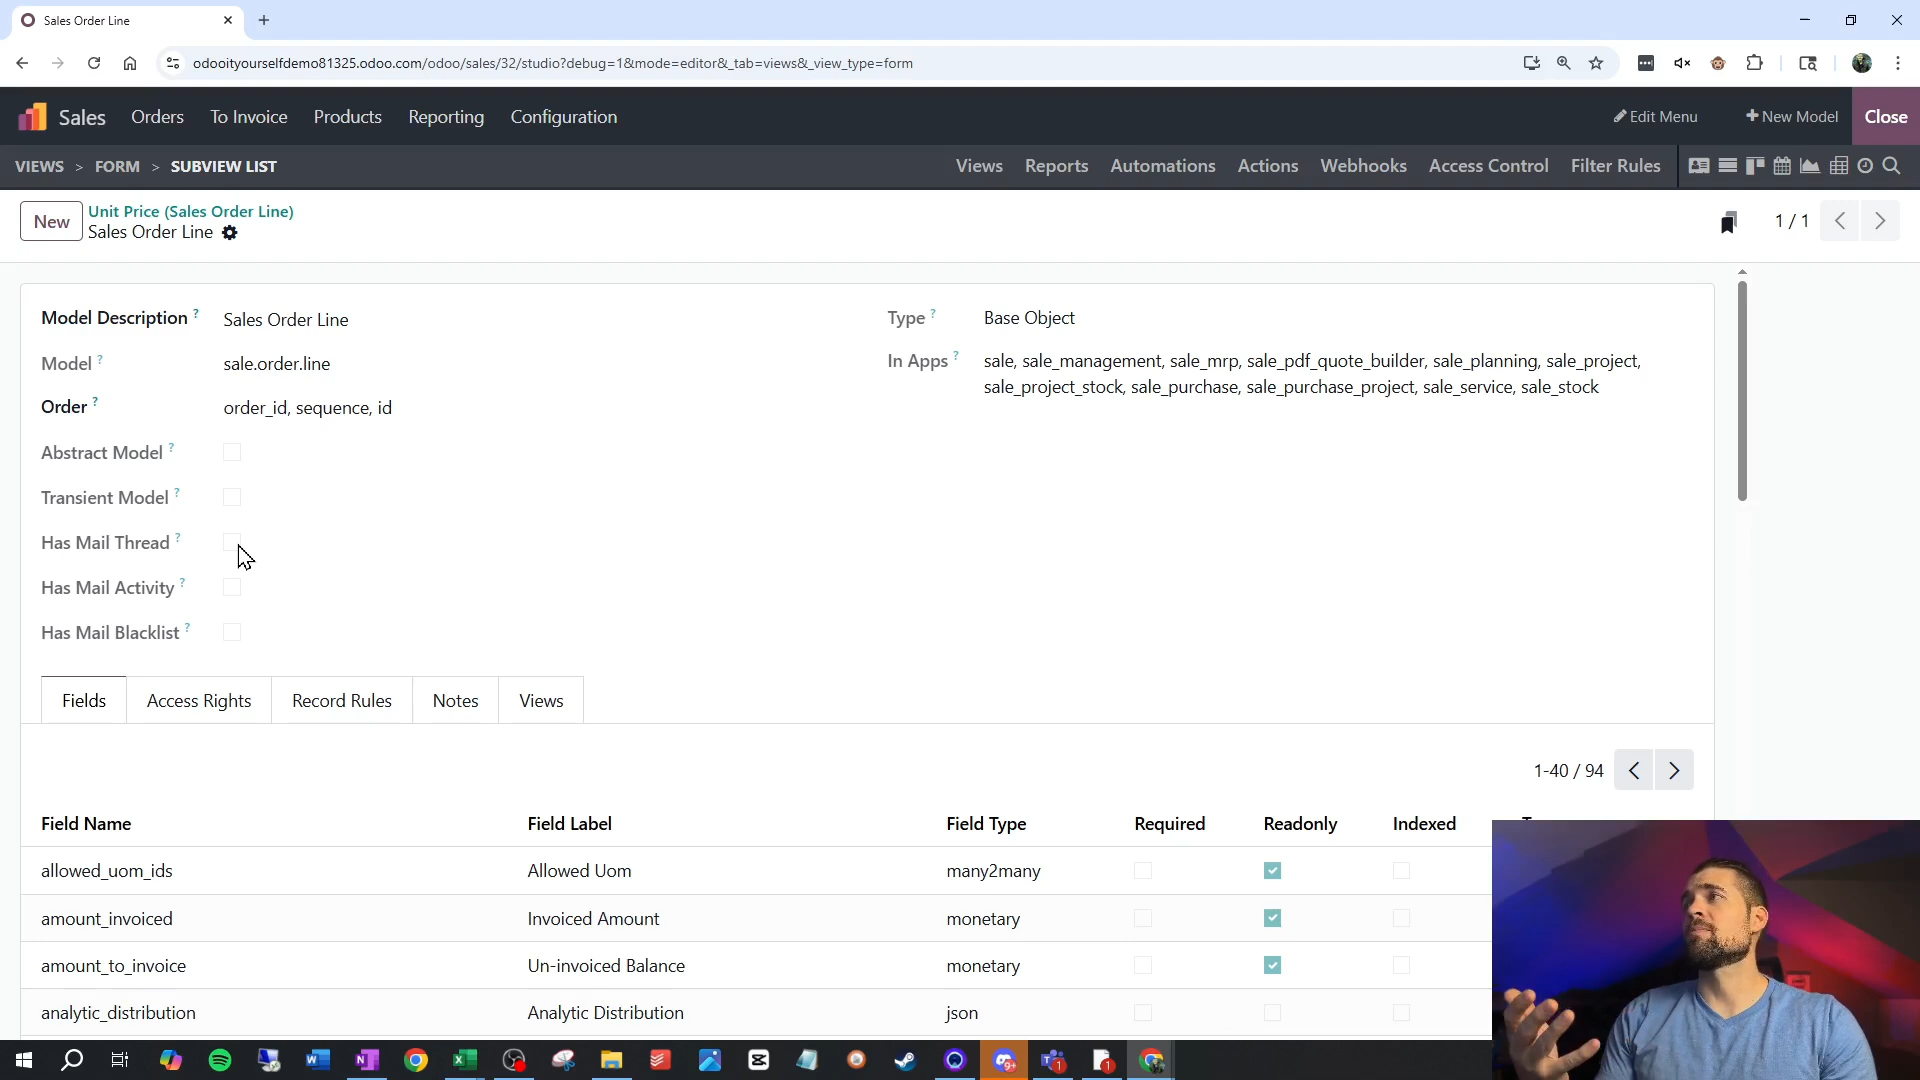 Sales Order Line
odooityourselfdemo81325.odoo.com/odoo/sales/32/studio?debug=1&mode=editor&_tab=views&_view_type=form
Sales
Orders
To Invoice
Products
Reporting
Configuration
Edit Menu
New Model
Close
VIEWS > FORM > SUBVIEW LIST
Views
Reports
Automations
Actions
Webhooks
Access Control
Filter Rules
New
Unit Price (Sales Order Line)
Sales Order Line
1 / 1
Model Description ?
Sales Order Line
Type ?
Base Object
Model ?
sale.order.line
In Apps ?
sale, sale_management, sale_mrp, sale_pdf_quote_builder, sale_planning, sale_project,
sale_project_stock, sale_purchase, sale_purchase_project, sale_service, sale_stock
Order ?
order_id, sequence, id
Abstract Model ?
Transient Model ?
Has Mail Thread ?
Has Mail Activity ?
Has Mail Blacklist ?
Fields
Access Rights
Record Rules
Notes
Views
1-40 / 94
Field Name
Field Label
Field Type
Required
Readonly
Indexed
allowed_uom_ids
Allowed Uom
many2many
amount_invoiced
Invoiced Amount
monetary
amount_to_invoice
Un-invoiced Balance
monetary
analytic_distribution
Analytic Distribution
json